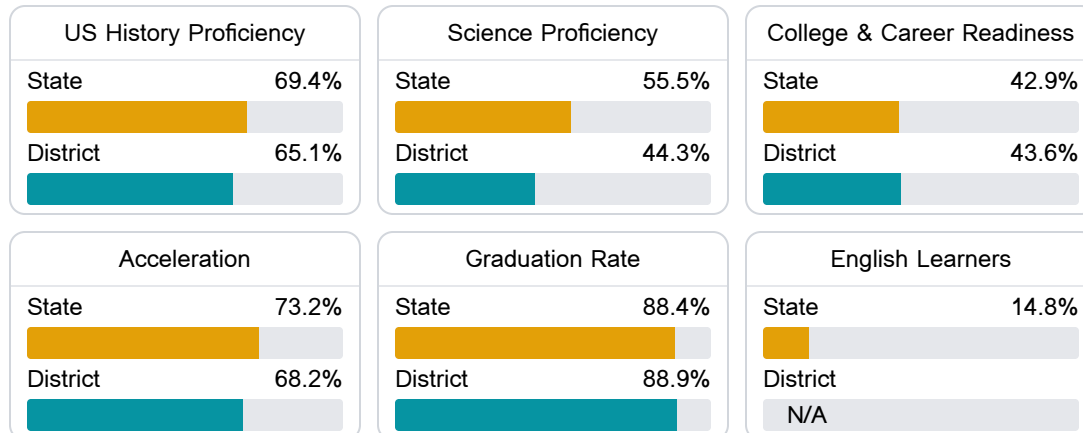 US History Proficiency
State 69.4%
District 65.1%
Science Proficiency
State 55.5%
District 44.3%
College & Career Readiness
State 42.9%
District 43.6%
Acceleration
State 73.2%
District 68.2%
Graduation Rate
State 88.4%
District 88.9%
English Learners
State 14.8%
District
N/A